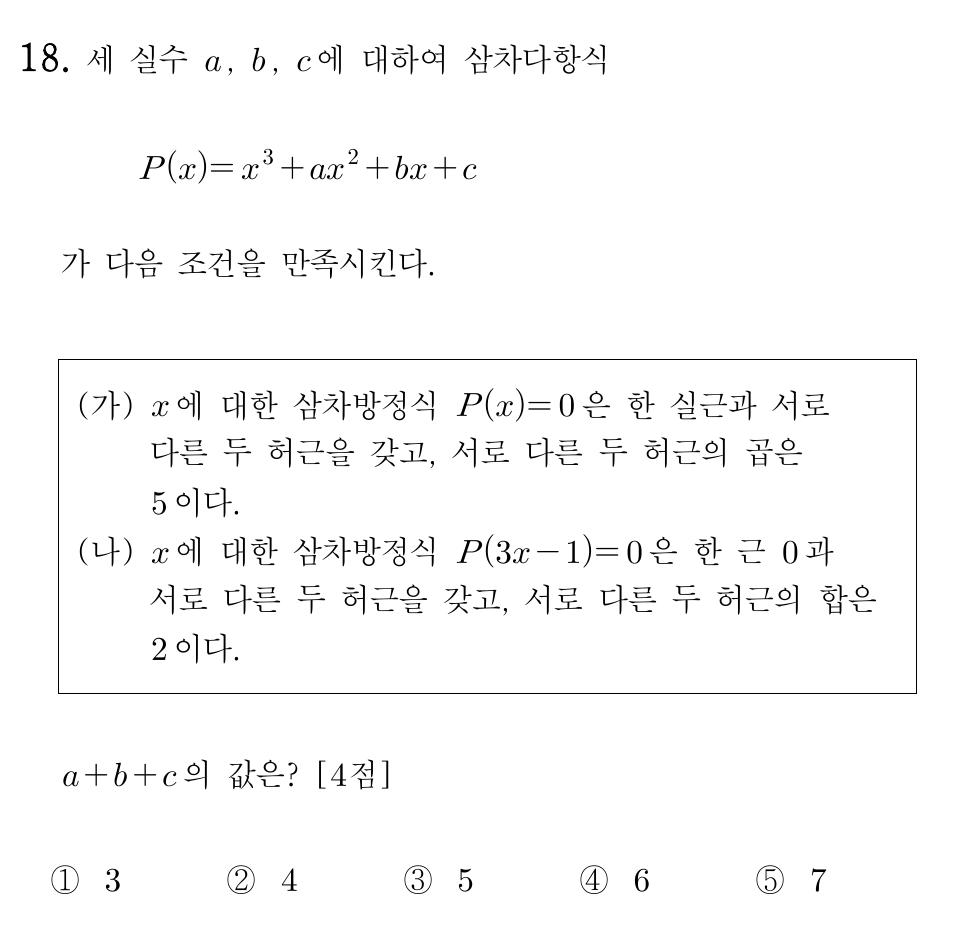 18. 세 실수 a, b, c에 대하여 삼차다항식
P(x)=x³+ax²+bx+c
가 다음 조건을 만족시킨다.
(가) x에 대한 삼차방정식 P(x)=0은 한 실근과 서로
다른 두 허근을 갖고, 서로 다른 두 허근의 곱은
5이다.
(나) x에 대한 삼차방정식 P(3x-1)=0은 한 근 0과
서로 다른 두 허근을 갖고, 서로 다른 두 허근의 합은
2이다.
a+b+c의 값은? [4점]
① 3 ② 4 ③ 5 ④ 6 ⑤ 7